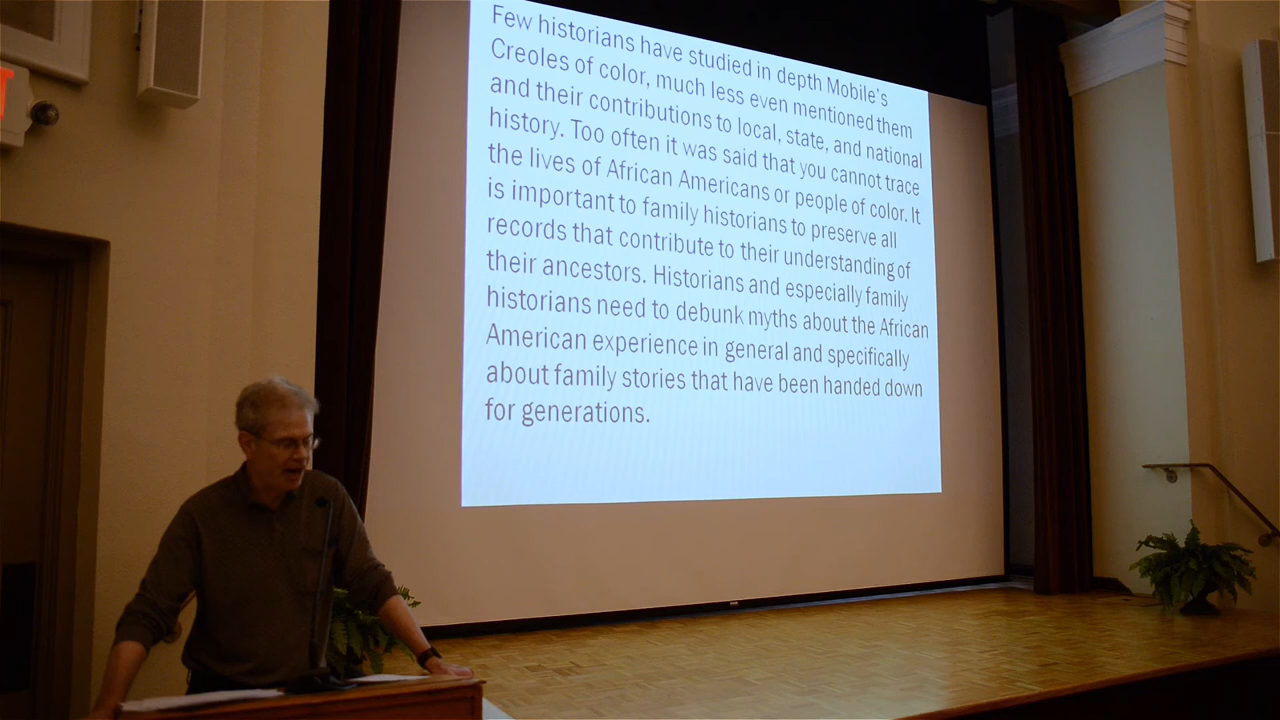 Few historians have studied in depth Mobile's
Creoles of color, much less even mentioned them
and their contributions to local, state, and national
history. Too often it was said that you cannot trace
the lives of African Americans or people of color. It
is important to family historians to preserve all
records that contribute to their understanding of
their ancestors. Historians and especially family
historians need to debunk myths about the African
American experience in general and specifically
about family stories that have been handed down
for generations.